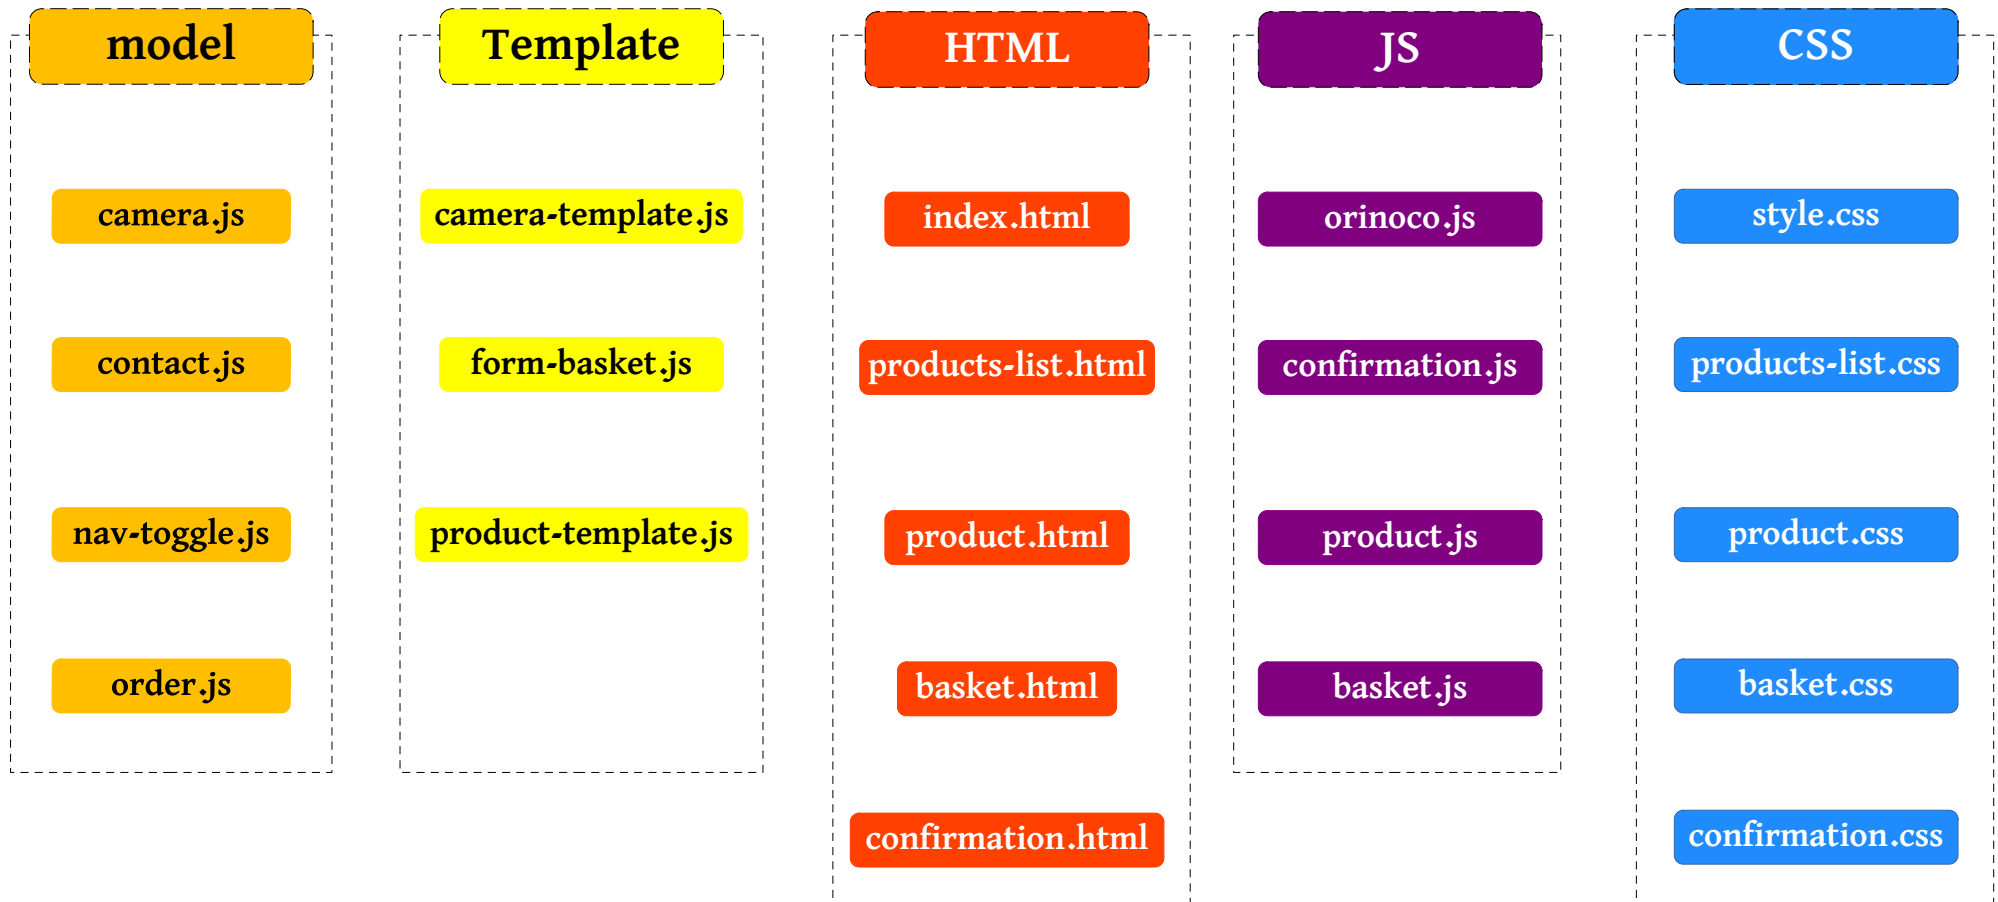 model
camera.js
contact.js
nav-toggle.js
order.js
Template
camera-template.js
form-basket.js
product-template.js
HTML
index.html
products-list.html
product.html
basket.html
confirmation.html
JS
orinoco.js
confirmation.js
product.js
basket.js
CSS
style.css
products-list.css
product.css
basket.css
confirmation.css